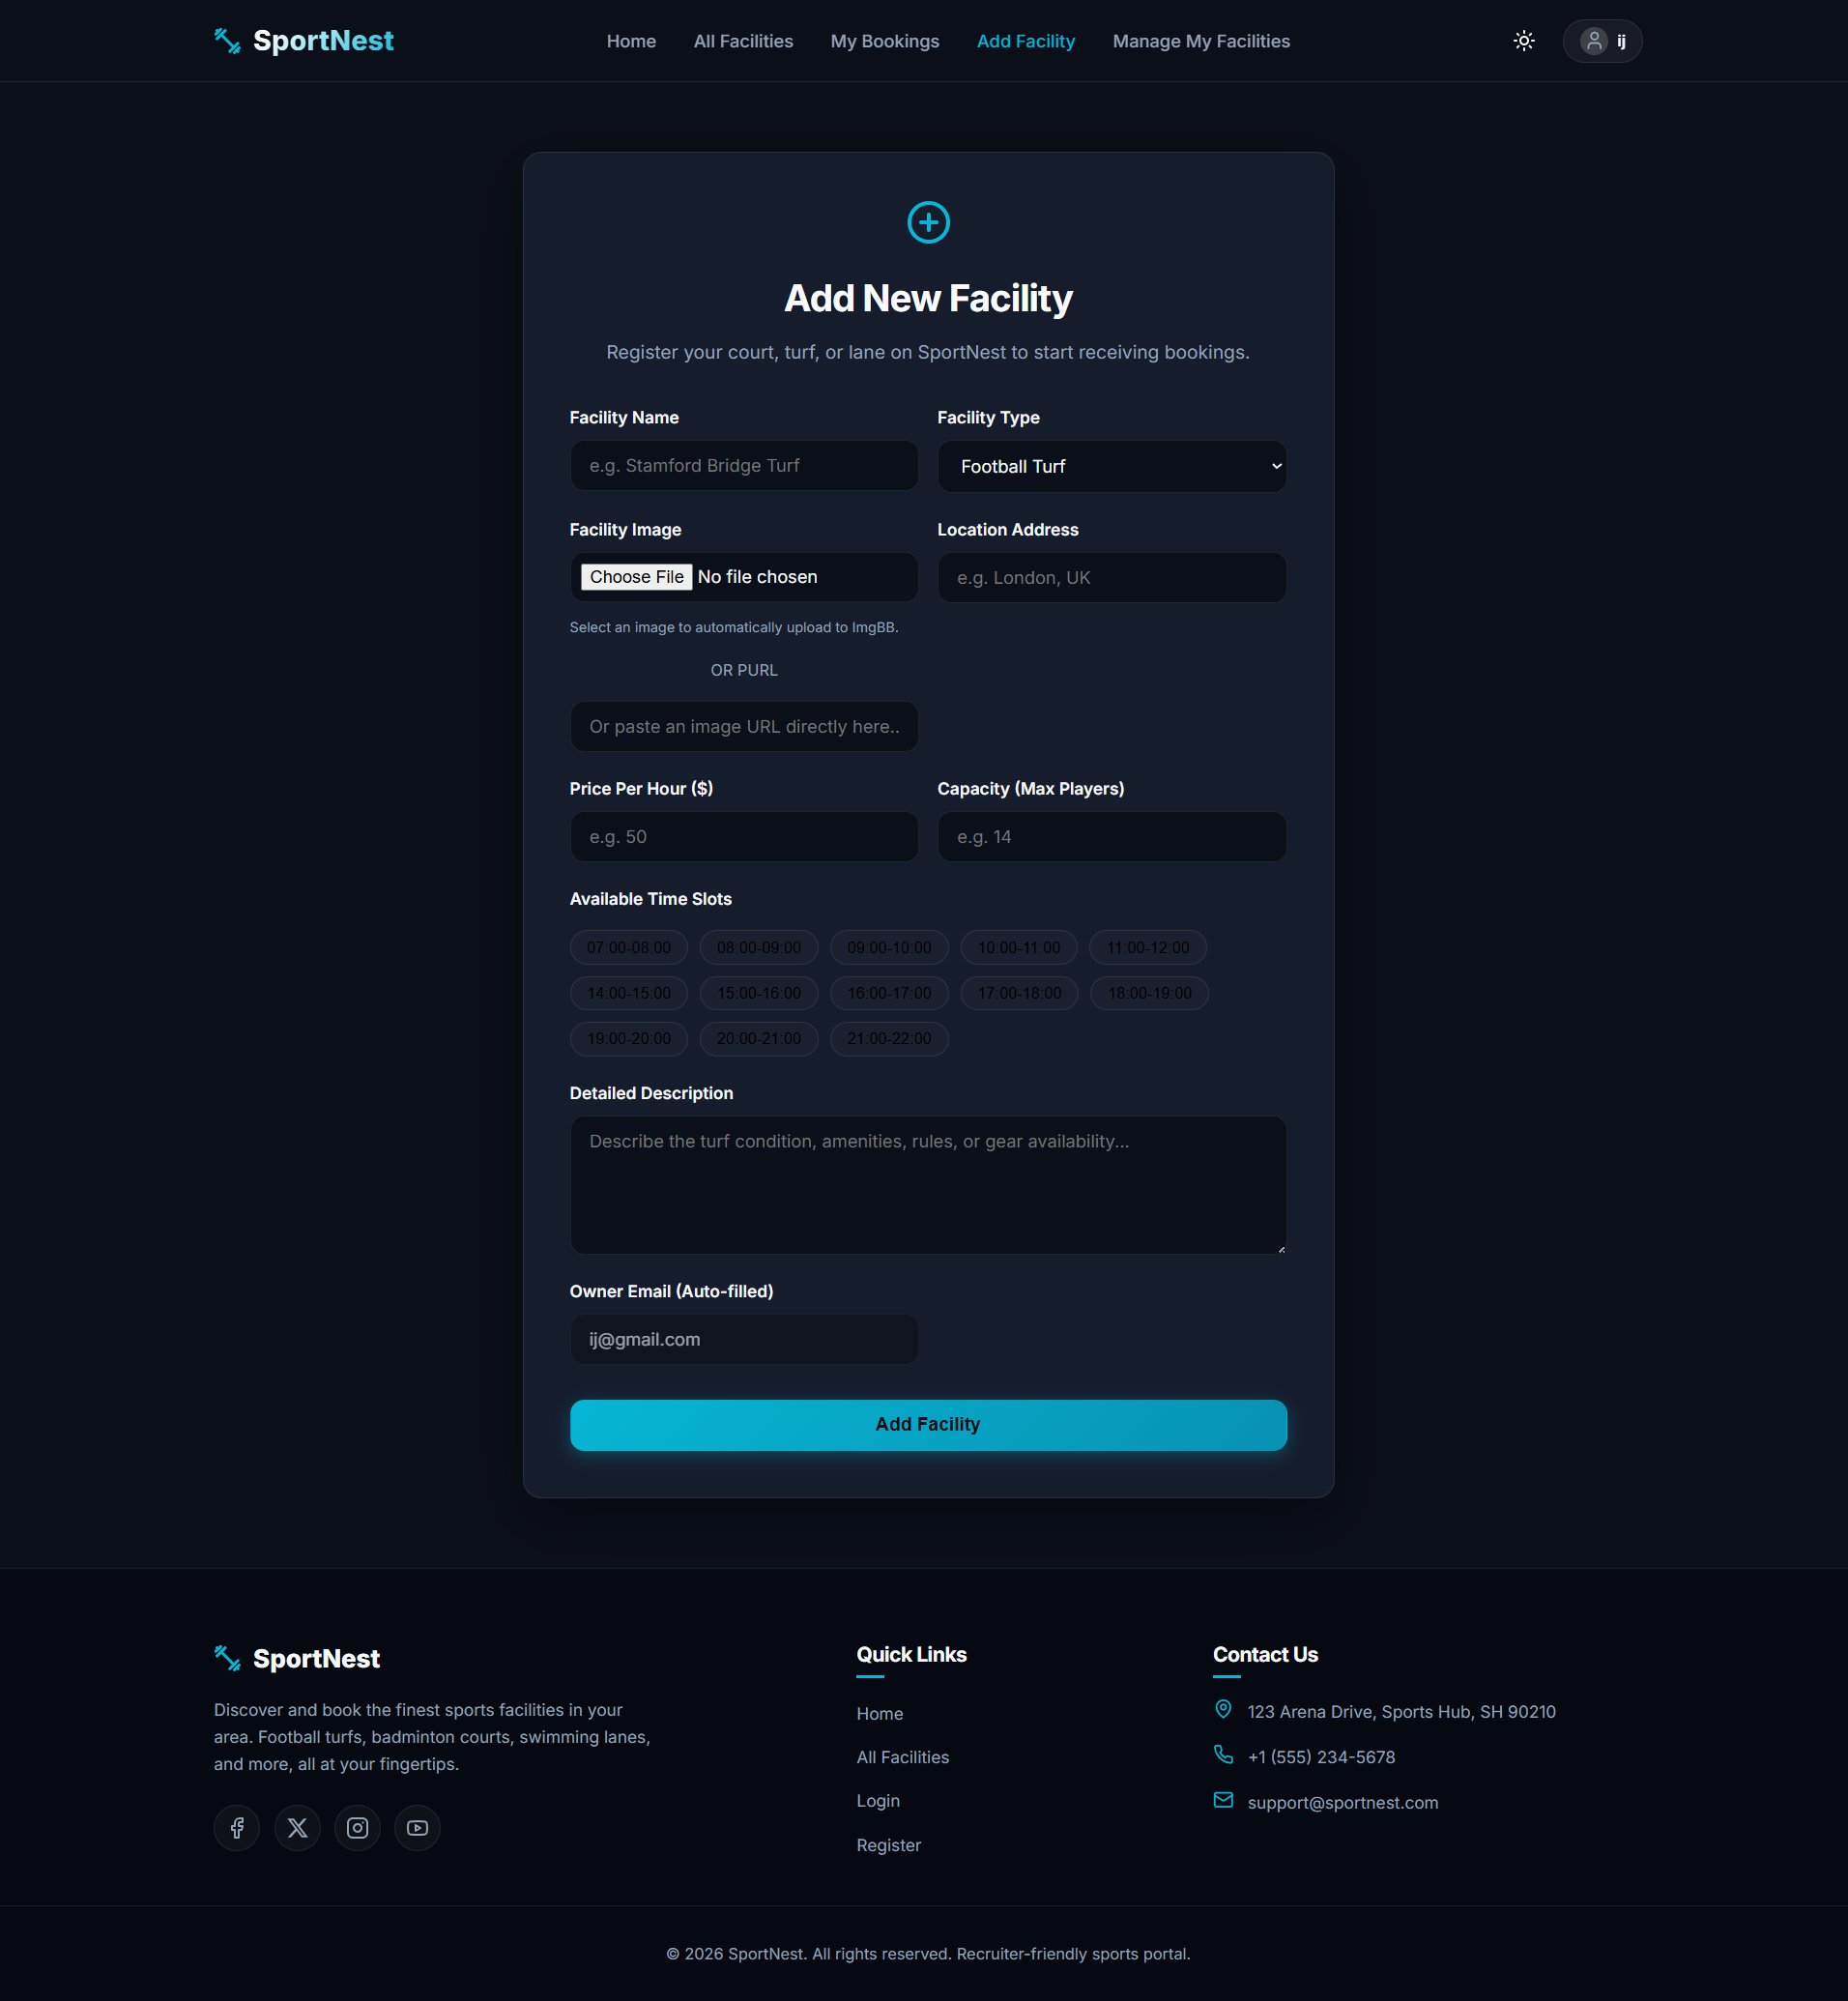 SportNest
Home
All Facilities
My Bookings
Add Facility
Manage My Facilities
ij
Add New Facility
Register your court, turf, or lane on SportNest to start receiving bookings.
Facility Name
Facility Type
e.g. Stamford Bridge Turf
Football Turf
Facility Image
Location Address
Choose File No file chosen
e.g. London, UK
Select an image to automatically upload to ImgBB.
OR PURL
Or paste an image URL directly here..
Price Per Hour ($)
Capacity (Max Players)
e.g. 50
e.g. 14
Available Time Slots
07:00-08:00
08:00-09:00
09:00-10:00
10:00-11:00
11:00-12:00
14:00-15:00
15:00-16:00
16:00-17:00
17:00-18:00
18:00-19:00
19:00-20:00
20:00-21:00
21:00-22:00
Detailed Description
Describe the turf condition, amenities, rules, or gear availability...
Owner Email (Auto-filled)
ij@gmail.com
Add Facility
SportNest
Discover and book the finest sports facilities in your
area. Football turfs, badminton courts, swimming lanes,
and more, all at your fingertips.
Quick Links
Home
All Facilities
Login
Register
Contact Us
123 Arena Drive, Sports Hub, SH 90210
+1 (555) 234-5678
support@sportnest.com
© 2026 SportNest. All rights reserved. Recruiter-friendly sports portal.